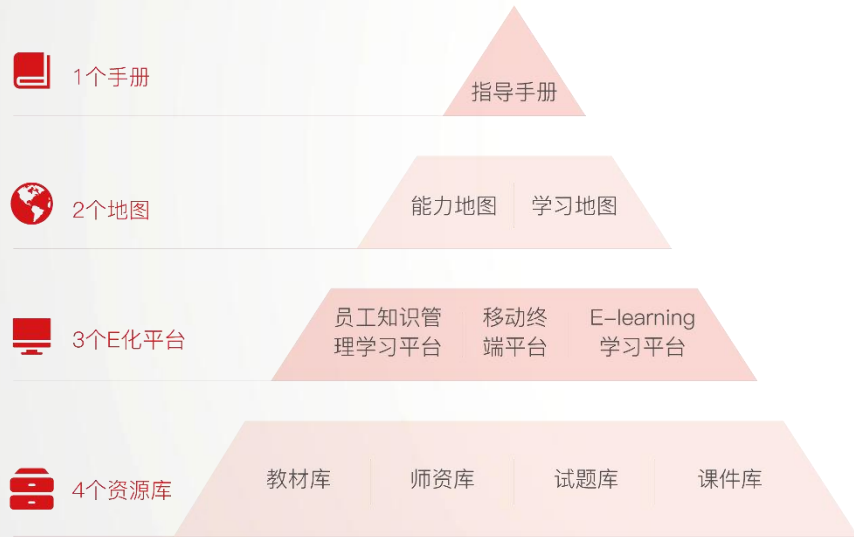 1个手册
指导手册
2个地图
能力地图 学习地图
3个E化平台
员工知识管
理学习平台
移动终
端平台
E-learning
学习平台
4个资源库
教材库 师资库 试题库 课件库